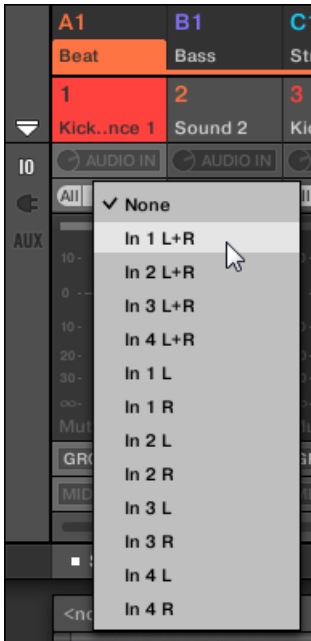 A1 B1 C1
Beat Bass
1 2 3
Kick..nce 1 Sound 2
IO AUDIO IN AUDIO IN
All
AUX
None
In 1 L+R
In 2 L+R
In 3 L+R
In 4 L+R
In 1 L
In 1 R
In 2 L
In 2 R
In 3 L
In 3 R
In 4 L
In 4 R
10-
0
10-
20-
30-
∞-
Mut
GRO
MID
<no